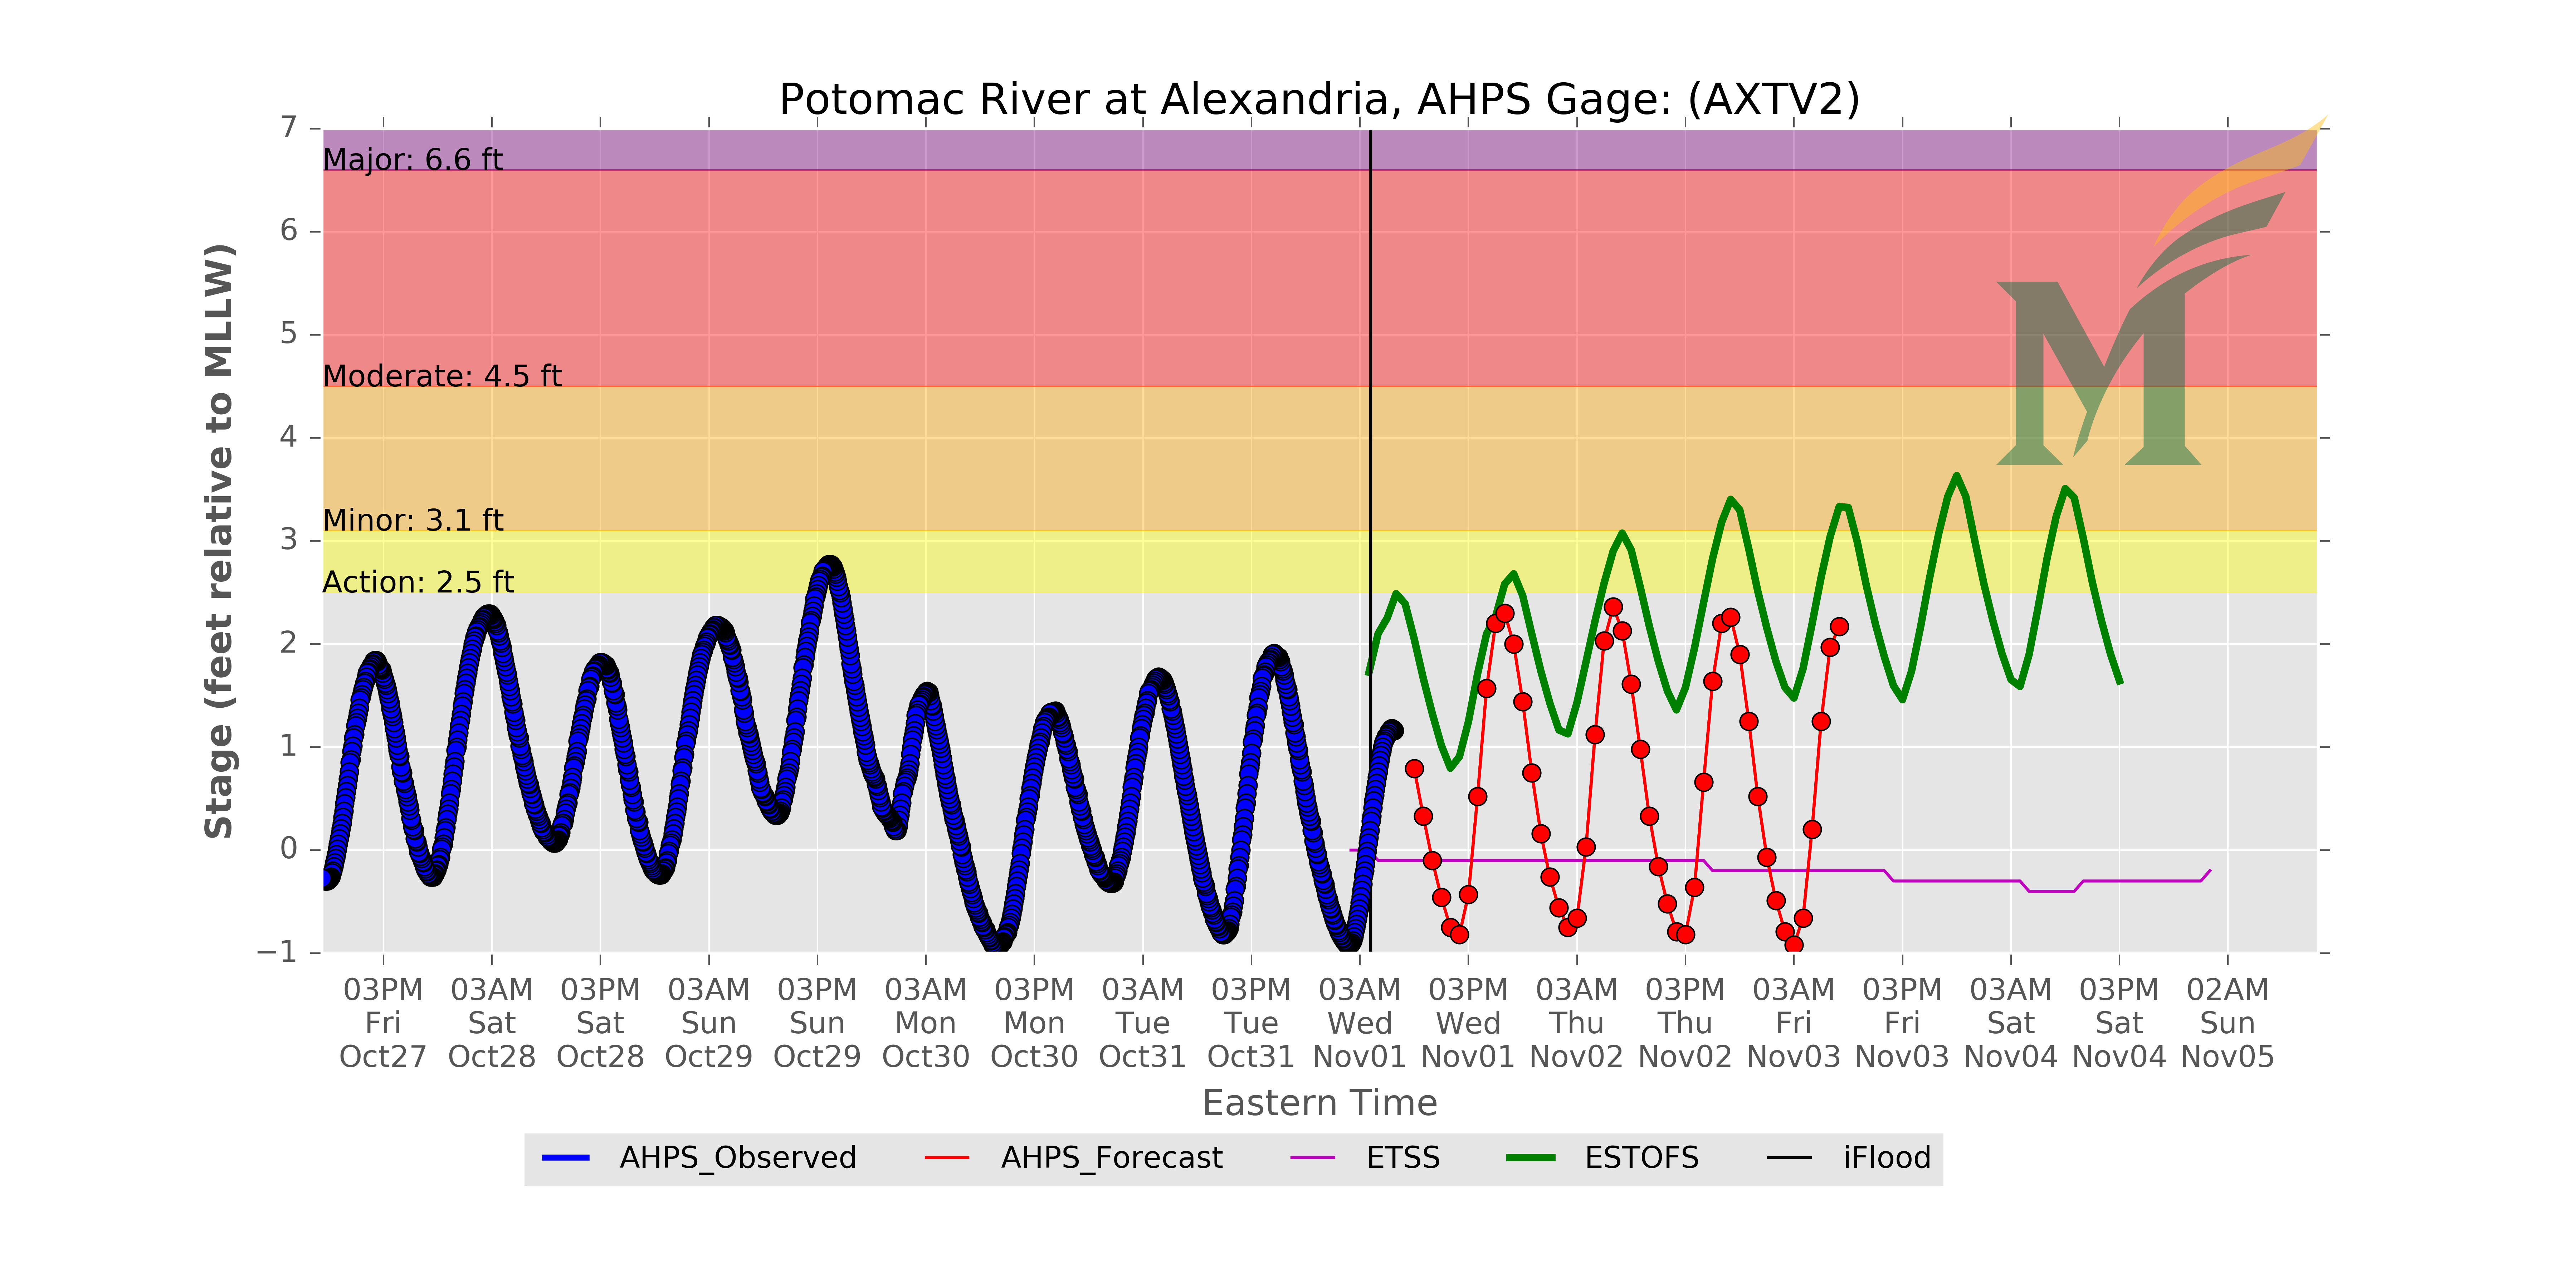 Potomac River at Alexandria, AHPS Gage: (AXTV2)
Stage (feet relative to MLLW)
7
6
5
4
3
2
1
0
−1
Major: 6.6 ft
Moderate: 4.5 ft
Minor: 3.1 ft
Action: 2.5 ft
M
03PM 03AM 03PM 03AM 03PM 03AM 03PM 03AM 03PM 03AM 03PM 03AM 03PM 03AM 03PM 03AM 03PM 02AM
Fri Sat Sat Sun Sun Mon Mon Tue Tue Wed Wed Thu Thu Fri Fri Sat Sat Sun
Oct27 Oct28 Oct28 Oct29 Oct29 Oct30 Oct30 Oct31 Oct31 Nov01 Nov01 Nov02 Nov02 Nov03 Nov03 Nov04 Nov04 Nov05
Eastern Time
AHPS_Observed AHPS_Forecast ETSS ESTOFS iFlood